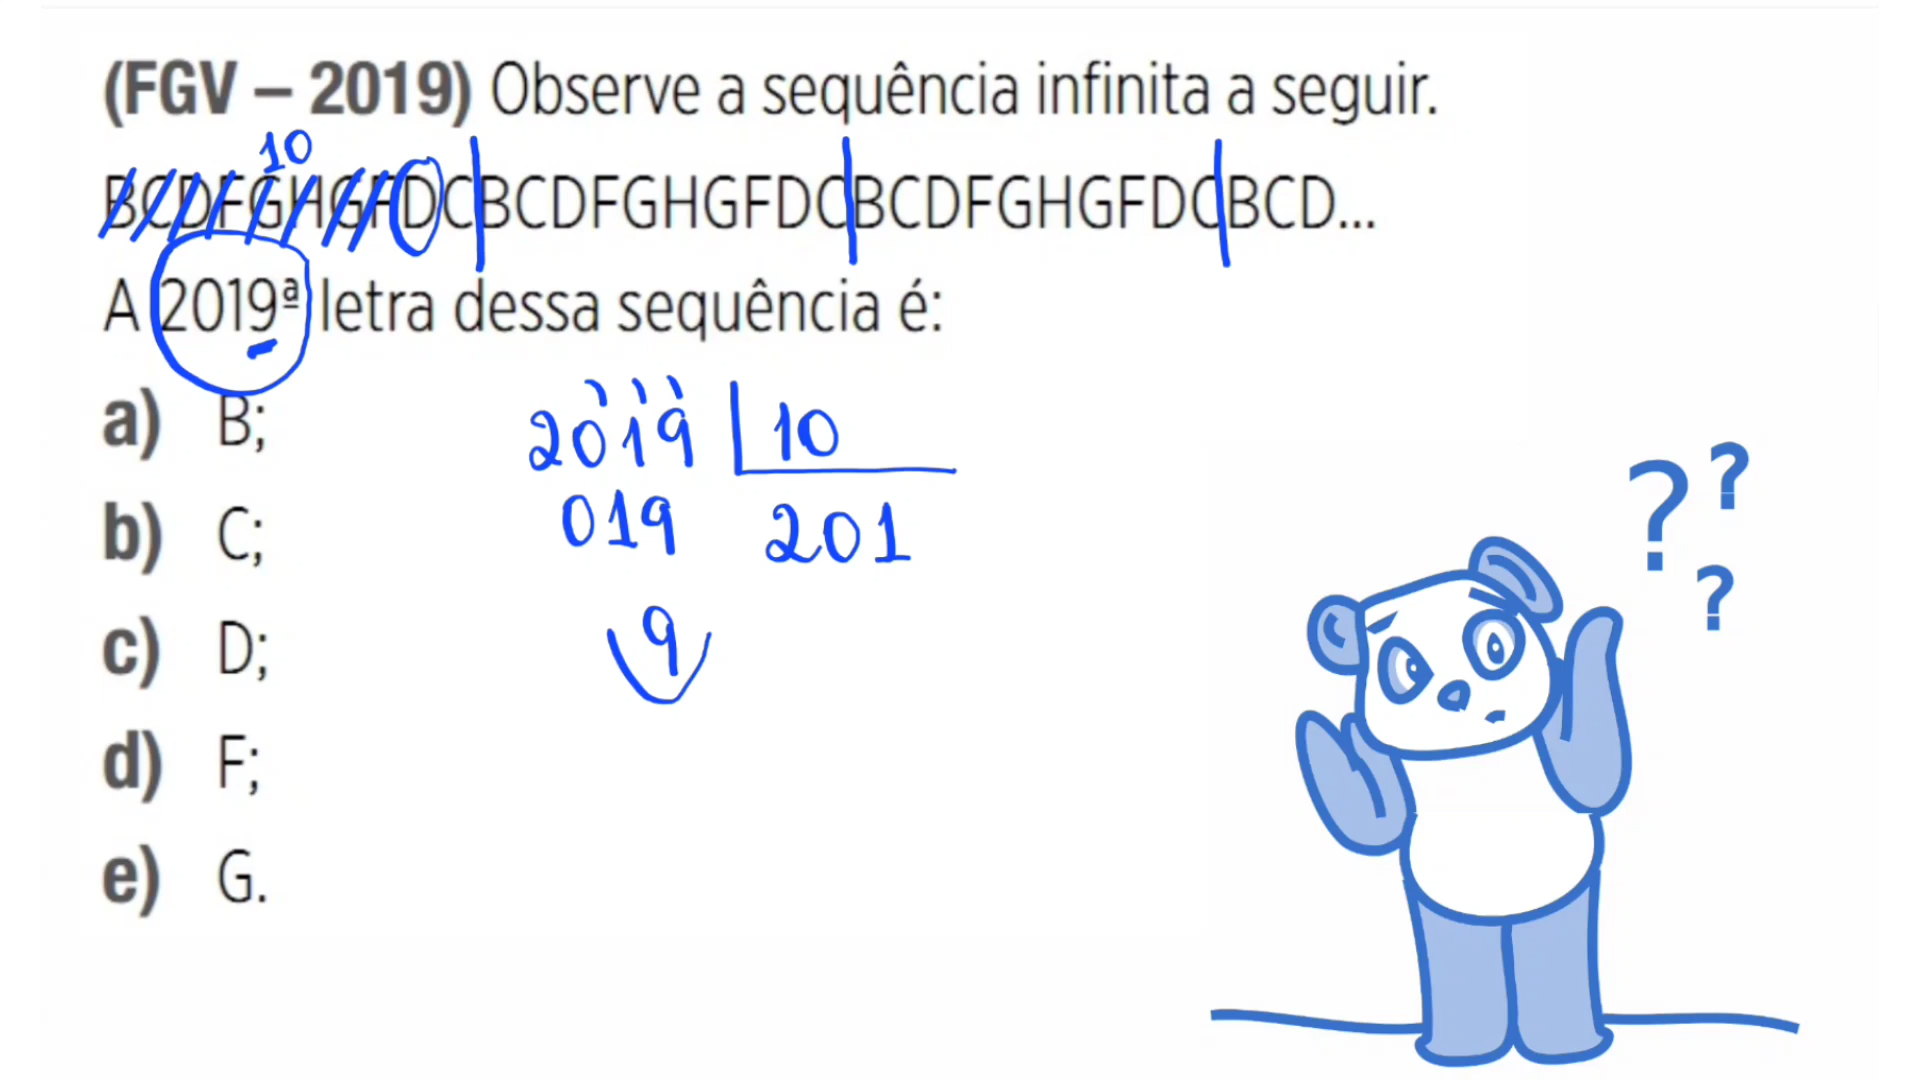 (FGV – 2019) Observe a sequência infinita a seguir.
10
BCDFGHGFDCBCDFGHGFDCBCDFGHGFDCBCD...
A 2019ª letra dessa sequência é:
a) B;
b) C;
c) D;
d) F;
e) G.
2019 10
019 201
9
? ?
?